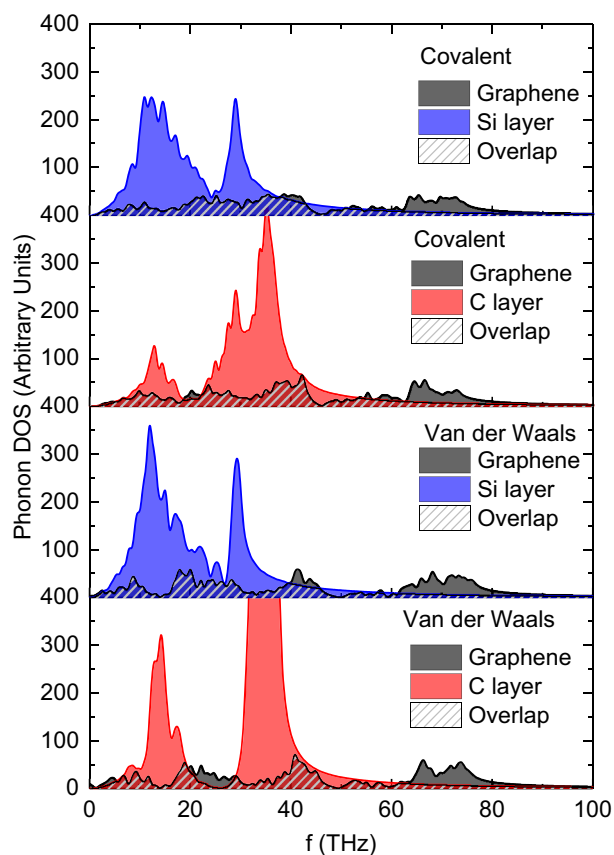 400
Covalent
300
Graphene
200
Si layer
100
Overlap
400
Covalent
300
Graphene
200
C layer
100
Overlap
400
Van der Waals
300
Graphene
200
Si layer
100
Overlap
400
Van der Waals
300
Graphene
200
C layer
100
Overlap
0
0 20 40 60 80 100
f (THz)
Phonon DOS (Arbitrary Units)